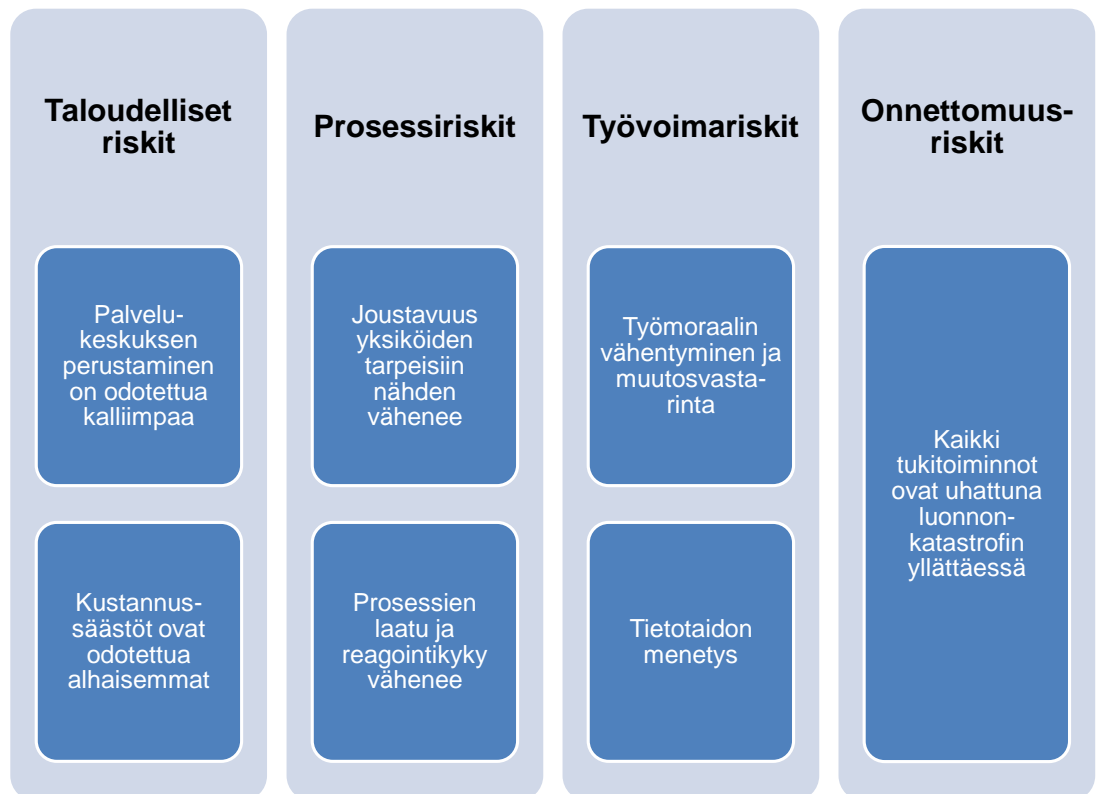 Taloudelliset
riskit
Palvelu-
keskuksen
perustaminen
on odotettua
kalliimpaa
Kustannus-
säästöt ovat
odotettua
alhaisemmat
Prosessiriskit
Joustavuus
yksiköiden
tarpeisiin
nähden
vähenee
Prosessien
laatu ja
reagointikyky
vähenee
Työvoimariskit
Työmoraalin
vähentyminen ja
muutosvasta-
rinta
Tietotaidon
menetys
Onnettomuus-
riskit
Kaikki
tukitoiminnot
ovat uhattuna
luonnon-
katastrofin
yllättäessä